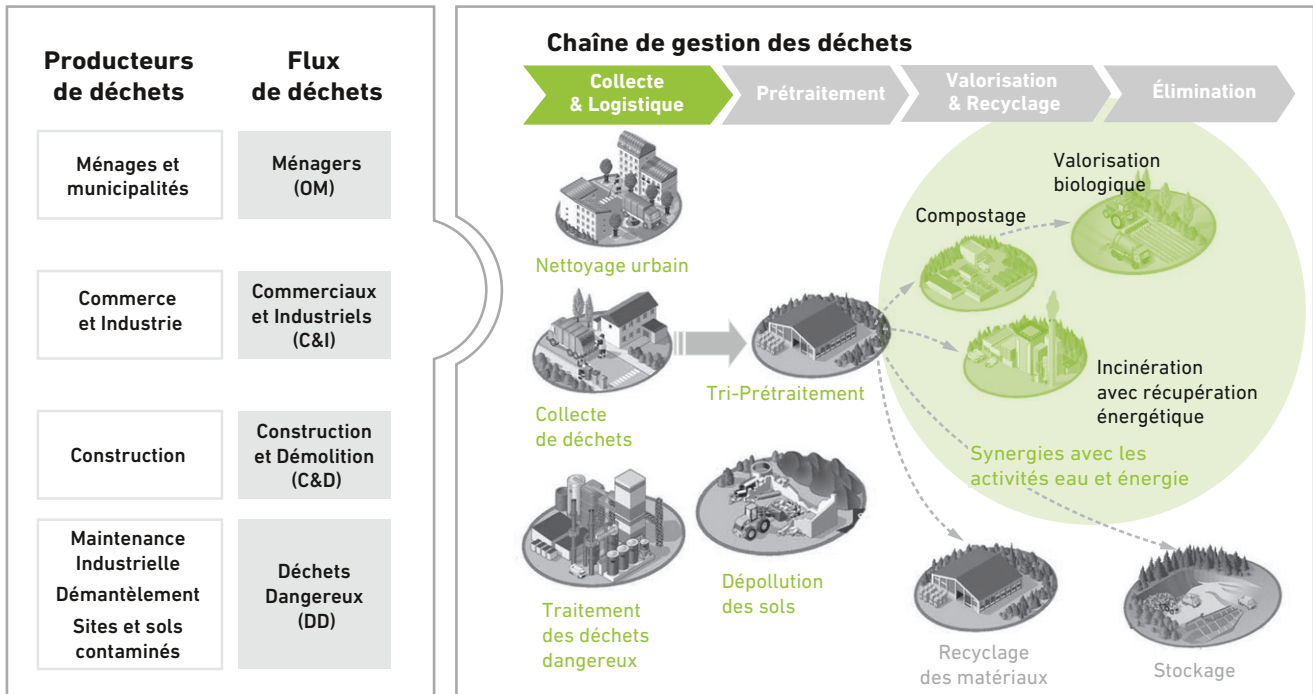 Producteurs
de déchets
Flux
de déchets
Ménages et
municipalités
Ménagers
(OM)
Commerce
et Industrie
Commerciaux
et Industriels
(C&I)
Construction
Construction
et Démolition
(C&D)
Maintenance
Industrielle
Démantèlement
Sites et sols
contaminés
Déchets
Dangereux
(DD)
Chaîne de gestion des déchets
Collecte
& Logistique
Prétraitement
Valorisation
& Recyclage
Élimination
Nettoyage urbain
Collecte
de déchets
Traitement
des déchets
dangereux
Tri-Prétraitement
Dépollution
des sols
Compostage
Valorisation
biologique
Incinération
avec récupération
énergétique
Synergies avec les
activités eau et énergie
Recyclage
des matériaux
Stockage